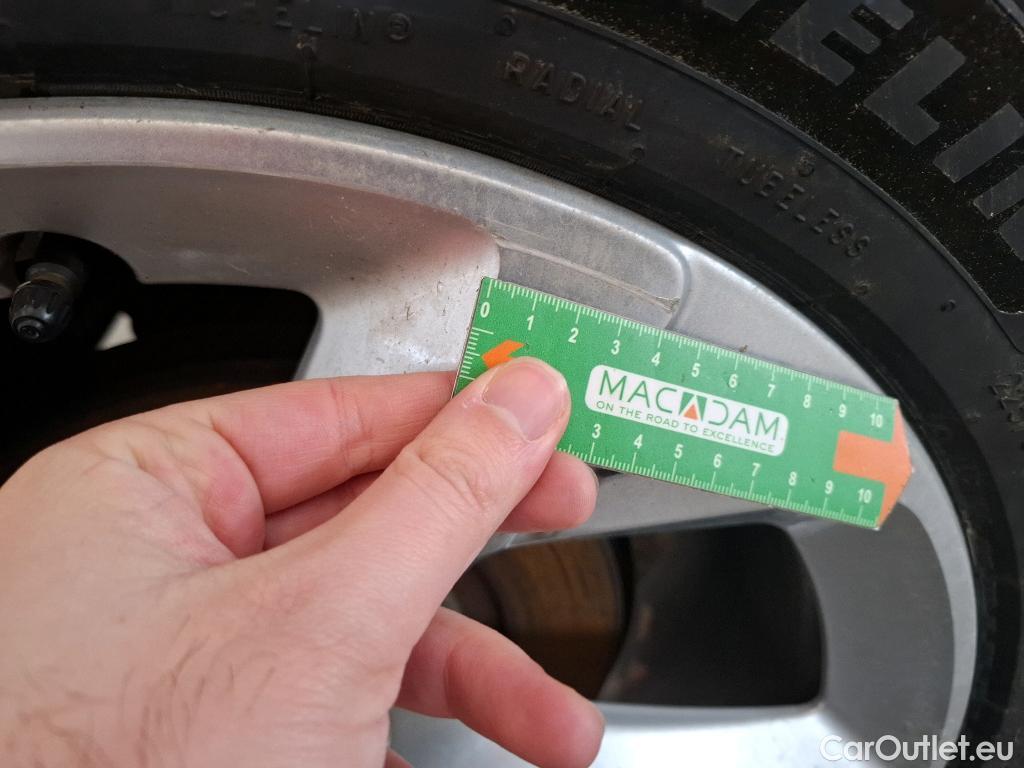 RADIAL
TUBELESS
0 1 2 3 4 5 6 7 8 9 10
MACADAM
ON THE ROAD TO EXCELLENCE
3 4 5 6 7 8 9 10
CarOutlet.eu